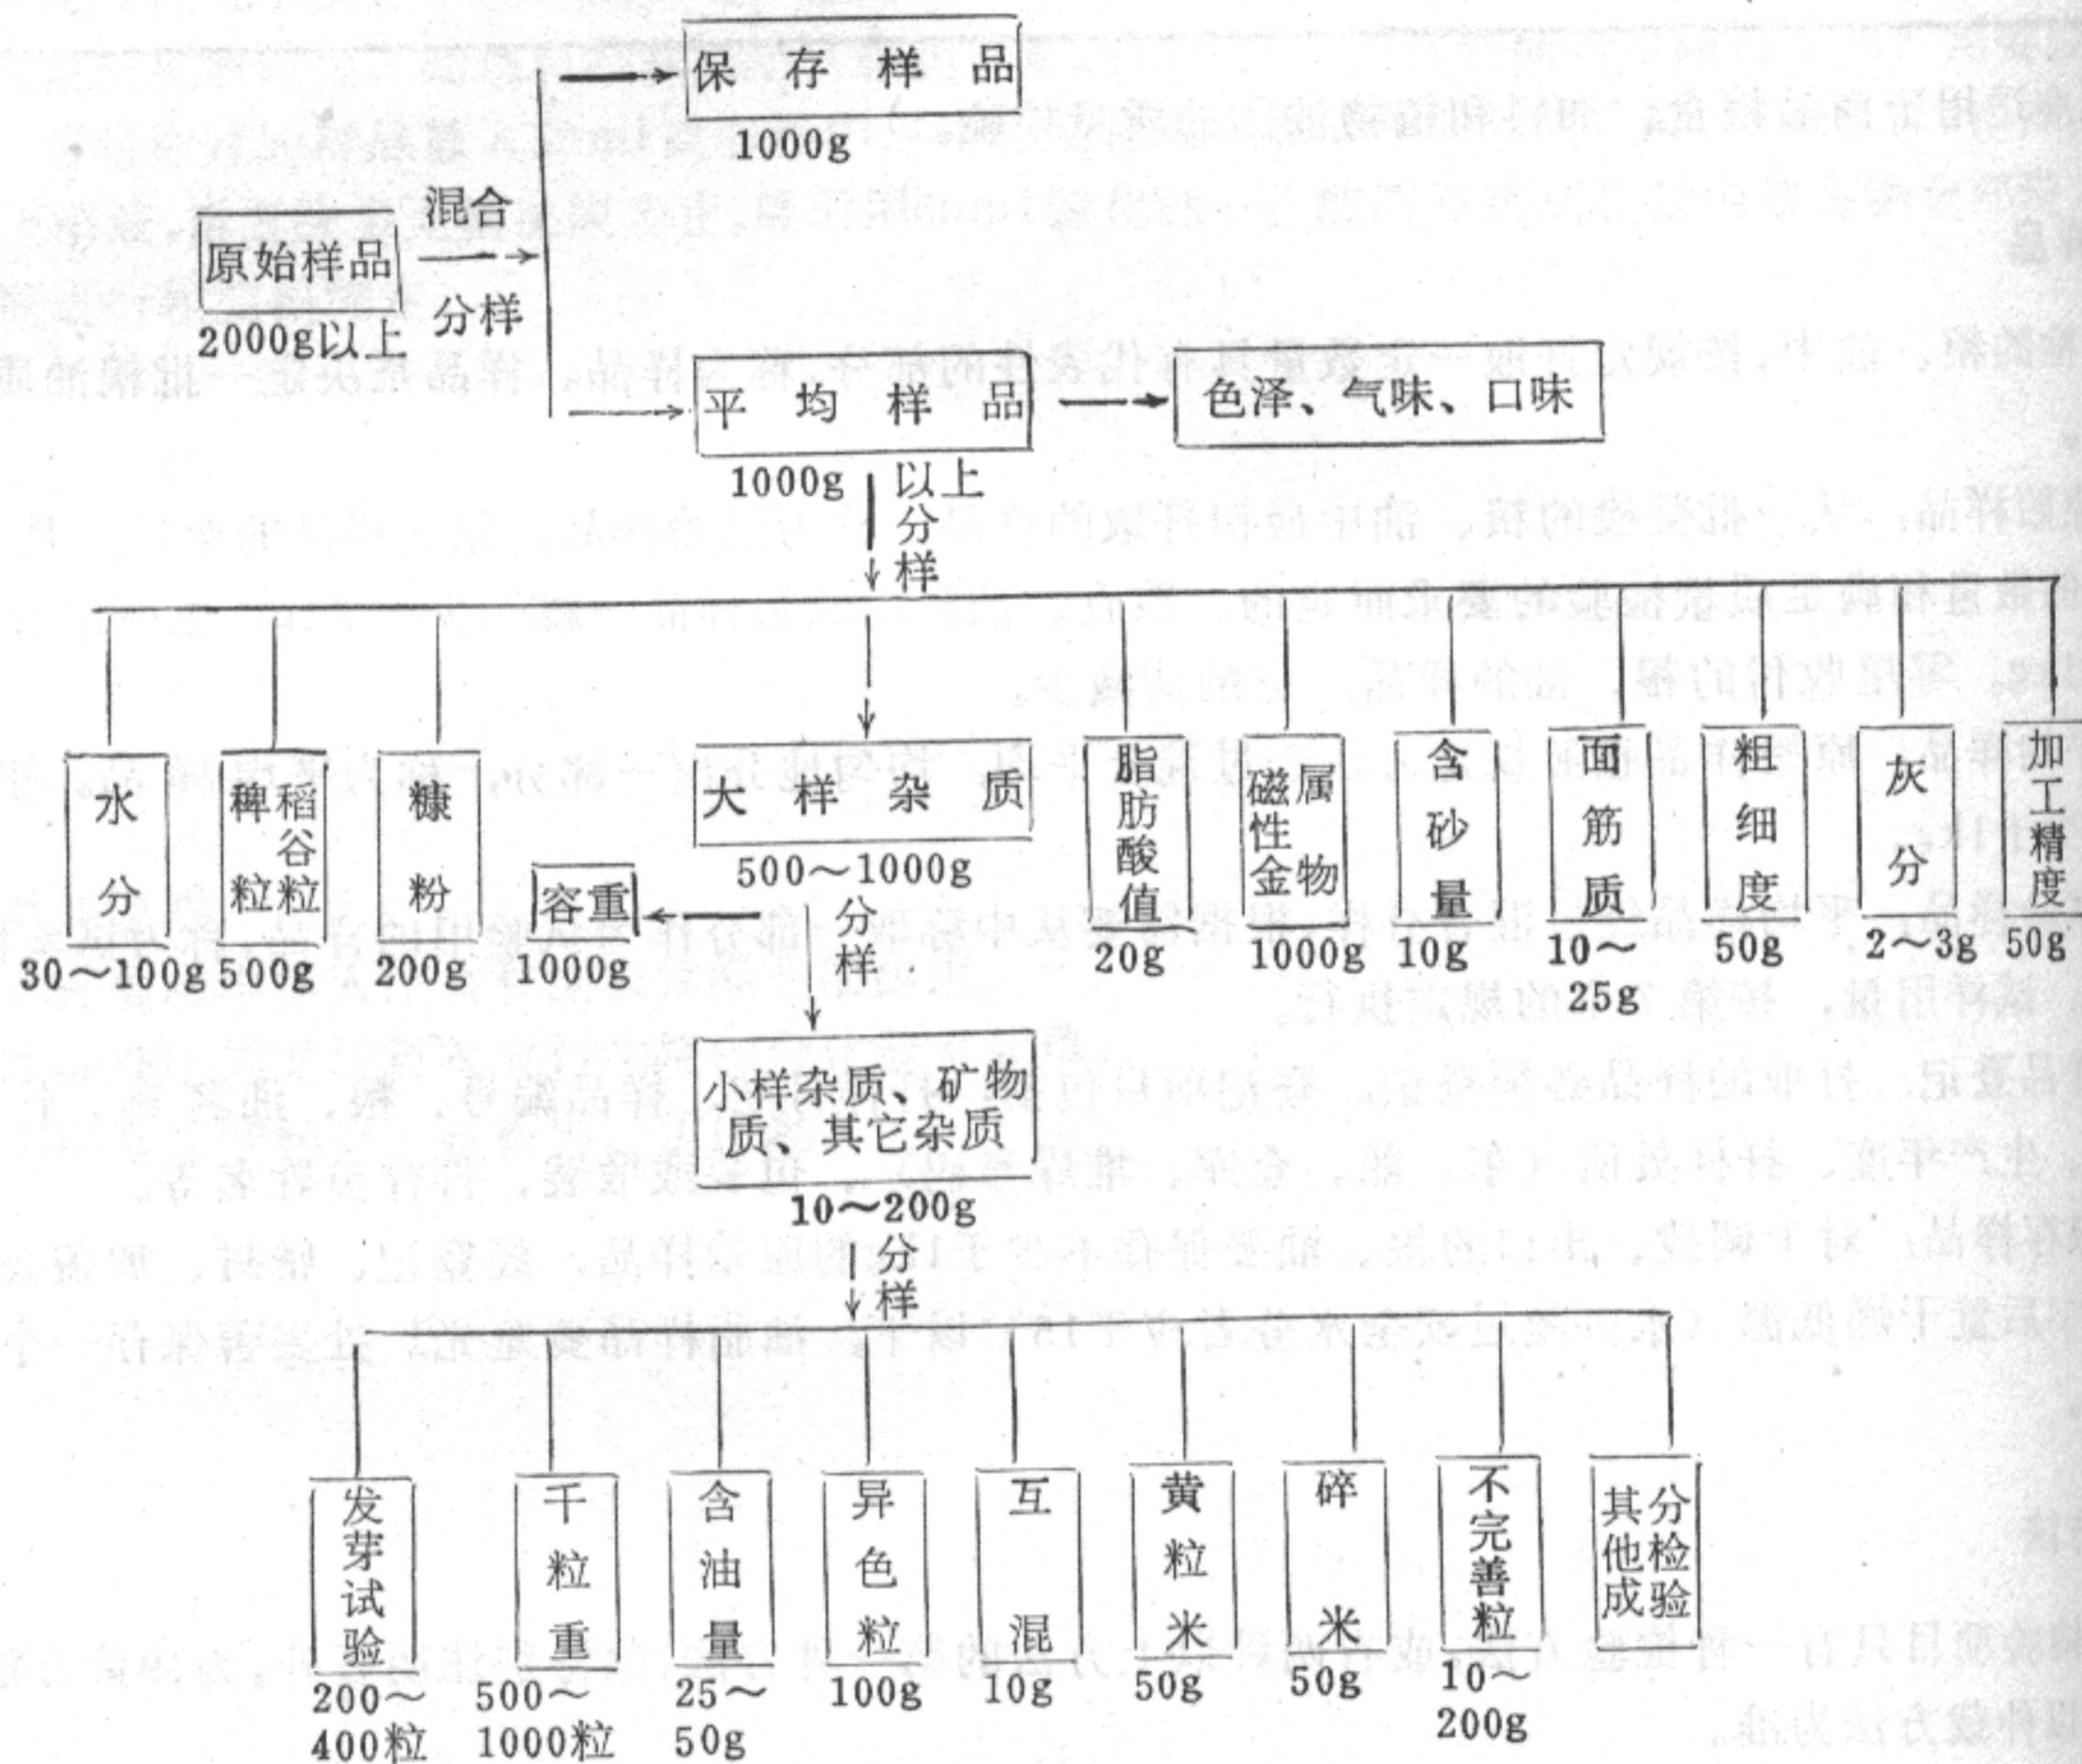 保存样品
1000g
混合
原始样品
分样
2000g以上
平均样品
色泽、气味、口味
1000g 以上
分样
水分
30～100g
稗粒 稻谷粒
500g
糠粉
200g
容重
1000g
大样杂质
500～1000g
分样
脂肪酸值
20g
磁性金属物
1000g
含砂量
10g
面筋质
10～
25g
粗细度
50g
灰分
2～3g
加工精度
50g
小样杂质、矿物
质、其它杂质
10～200g
分样
发芽试验
200～
400粒
千粒重
500～
1000粒
含油量
25～
50g
异色粒
100g
互混
10g
黄粒米
50g
碎米
50g
不完善粒
10～
200g
其他成分检验